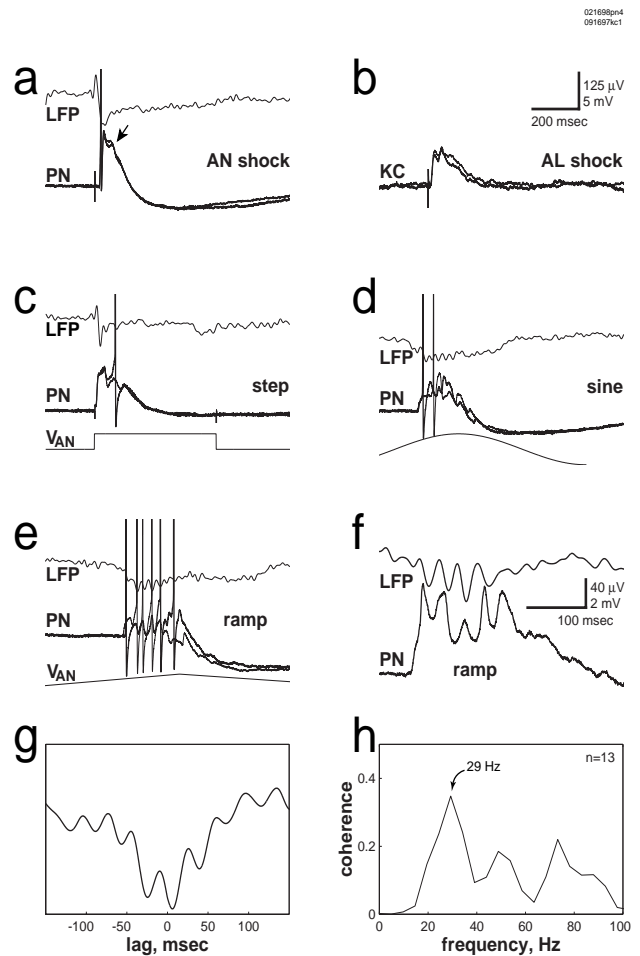 021698pn4
091697kc1
a
LFP
PN
AN shock
b
125 μV
5 mV
200 msec
KC
AL shock
c
LFP
PN
step
VAN
d
LFP
PN
sine
e
LFP
PN
ramp
VAN
f
LFP
40 μV
2 mV
100 msec
PN
ramp
g
-100 -50 0 50 100
lag, msec
h
n=13
29 Hz
0.4
0.2
0
coherence
0 20 40 60 80 100
frequency, Hz